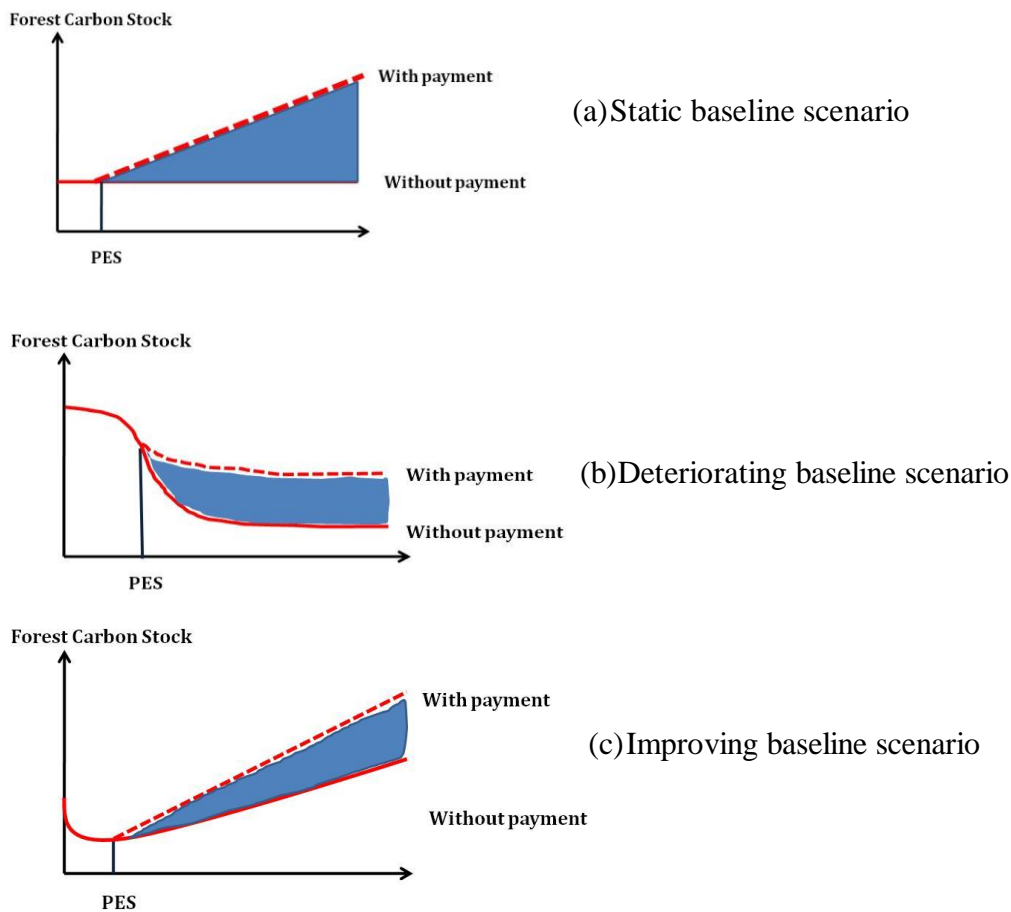 Forest Carbon Stock
With payment
(a)Static baseline scenario
Without payment
PES
Forest Carbon Stock
With payment
(b)Deteriorating baseline scenario
Without payment
PES
Forest Carbon Stock
With payment
(c)Improving baseline scenario
Without payment
PES